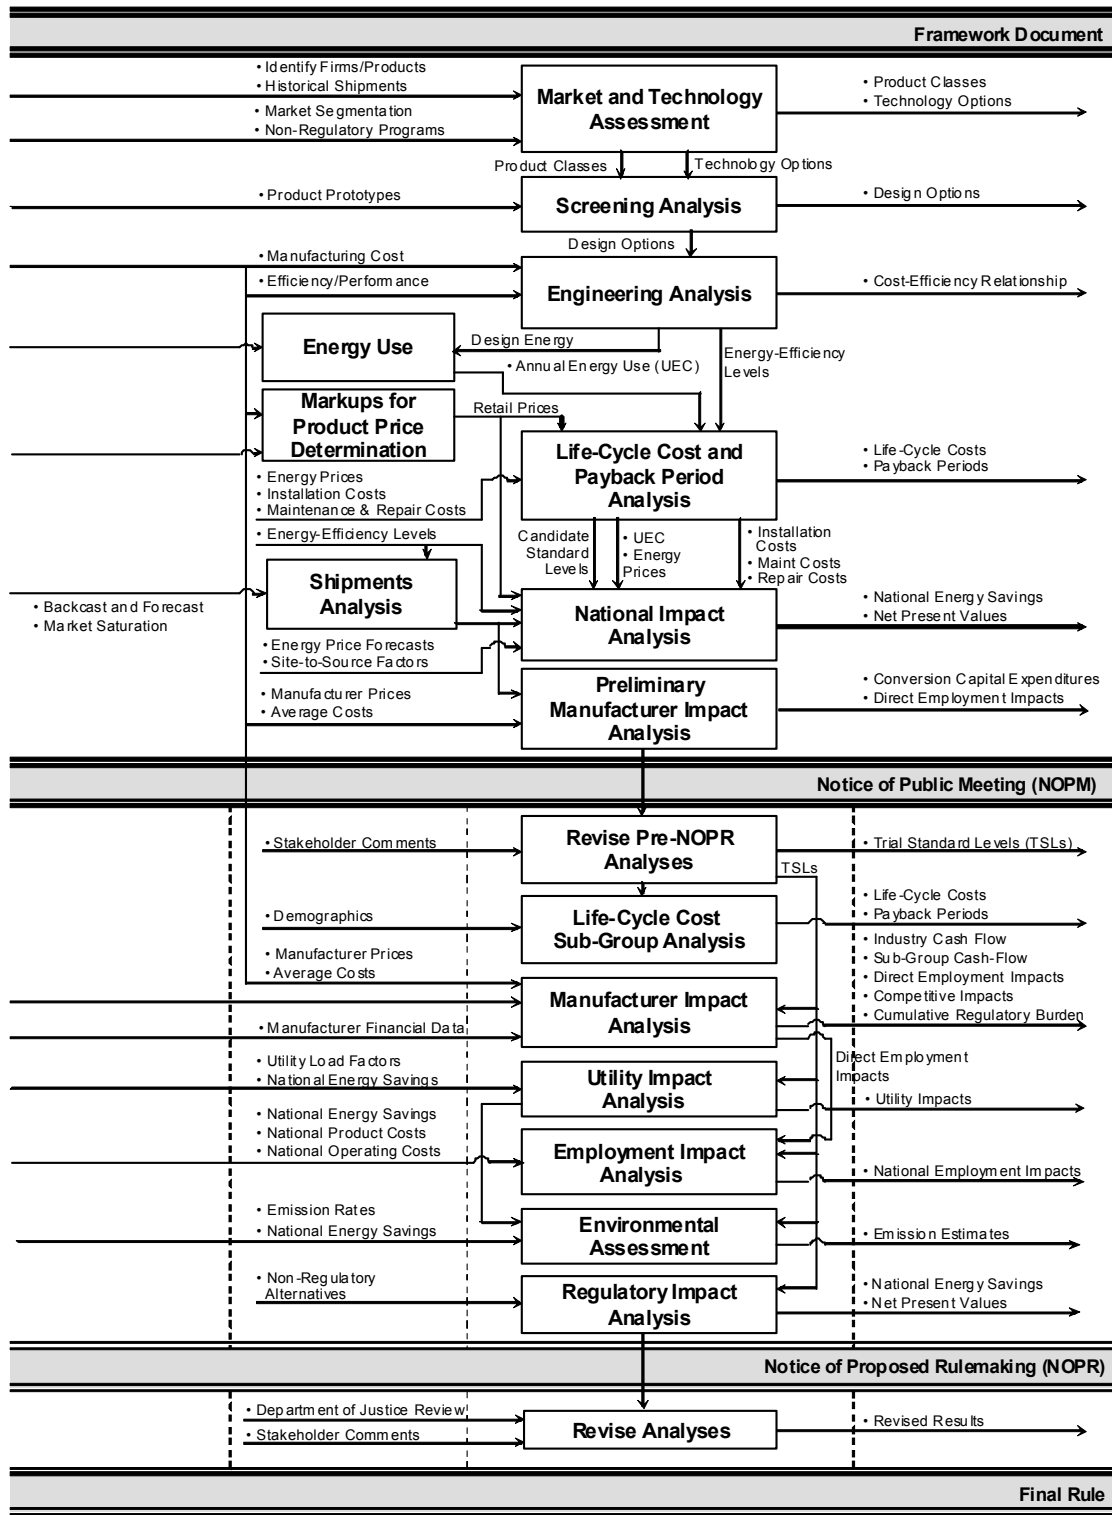 Framework Document
• Identify Firms/Products
• Historical Shipments
• Market Segmentation
• Non-Regulatory Programs
Market and Technology
Assessment
• Product Classes
• Technology Options
Product Classes
Technology Options
• Product Prototypes
Screening Analysis
• Design Options
Design Options
• Manufacturing Cost
• Efficiency/Performance
Engineering Analysis
• Cost-Efficiency Relationship
Energy Use
Design Energy
• Annual Energy Use (UEC)
Energy-Efficiency
Levels
Markups for
Product Price
Determination
Retail Prices
Life-Cycle Cost and
Payback Period
Analysis
• Life-Cycle Costs
• Payback Periods
• Energy Prices
• Installation Costs
• Maintenance & Repair Costs
• Energy-Efficiency Levels
Candidate
Standard
Levels
• UEC
• Energy
Prices
• Installation
Costs
• Maint Costs
• Repair Costs
Shipments
Analysis
• Backcast and Forecast
• Market Saturation
National Impact
Analysis
• National Energy Savings
• Net Present Values
• Energy Price Forecasts
• Site-to-Source Factors
• Manufacturer Prices
• Average Costs
Preliminary
Manufacturer Impact
Analysis
• Conversion Capital Expenditures
• Direct Employment Impacts
Notice of Public Meeting (NOPM)
• Stakeholder Comments
Revise Pre-NOPR
Analyses
• Trial Standard Levels (TSLs)
TSLs
• Demographics
Life-Cycle Cost
Sub-Group Analysis
• Life-Cycle Costs
• Payback Periods
• Manufacturer Prices
• Average Costs
• Manufacturer Financial Data
Manufacturer Impact
Analysis
• Industry Cash Flow
• Sub-Group Cash-Flow
• Direct Employment Impacts
• Competitive Impacts
• Cumulative Regulatory Burden
Direct Employment
Impacts
• Utility Load Factors
• National Energy Savings
Utility Impact
Analysis
• Utility Impacts
• National Energy Savings
• National Product Costs
• National Operating Costs
Employment Impact
Analysis
• National Employment Impacts
• Emission Rates
• National Energy Savings
Environmental
Assessment
• Emission Estimates
• Non-Regulatory
Alternatives
Regulatory Impact
Analysis
• National Energy Savings
• Net Present Values
Notice of Proposed Rulemaking (NOPR)
• Department of Justice Review
• Stakeholder Comments
Revise Analyses
• Revised Results
Final Rule